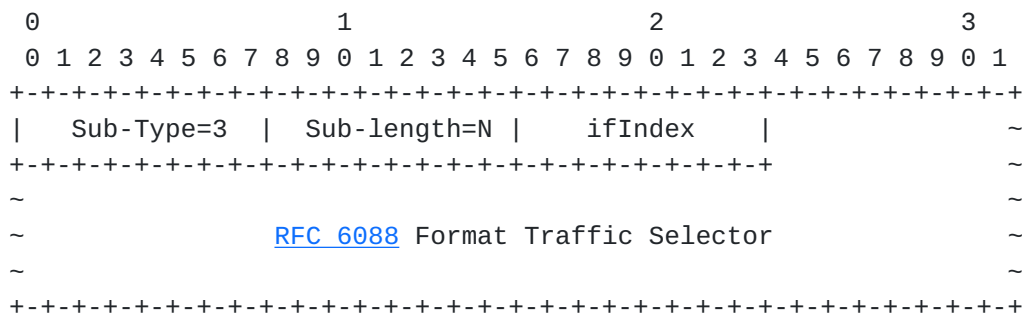 0                   1                   2                   3
 0 1 2 3 4 5 6 7 8 9 0 1 2 3 4 5 6 7 8 9 0 1 2 3 4 5 6 7 8 9 0 1
+-+-+-+-+-+-+-+-+-+-+-+-+-+-+-+-+-+-+-+-+-+-+-+-+-+-+-+-+-+-+-+-+
|   Sub-Type=3  | Sub-length=N |    ifIndex    |               ~
+-+-+-+-+-+-+-+-+-+-+-+-+-+-+-+-+-+-+-+-+-+-+-+-+               ~
~                                                               ~
~                RFC 6088 Format Traffic Selector               ~
~                                                               ~
+-+-+-+-+-+-+-+-+-+-+-+-+-+-+-+-+-+-+-+-+-+-+-+-+-+-+-+-+-+-+-+-+